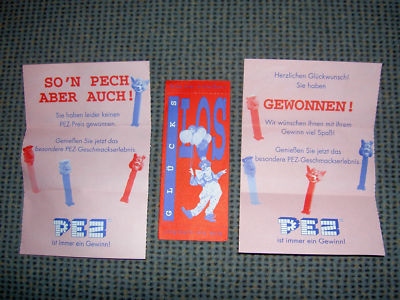 SO'N PECH
ABER AUCH!
Sie haben leider keinen
PEZ-Preis gewonnen.
Genießen Sie jetzt das
besondere PEZ-Geschmackserlebnis.
PEZ
ist immer ein Gewinn!
GLÜCKS
LOS
Herzlichen Glückwunsch!
Sie haben
GEWONNEN!
Wir wünschen Ihnen mit Ihrem
Gewinn viel Spaß!
Genießen Sie jetzt das
besondere PEZ-Geschmackserlebnis.
PEZ
ist immer ein Gewinn!